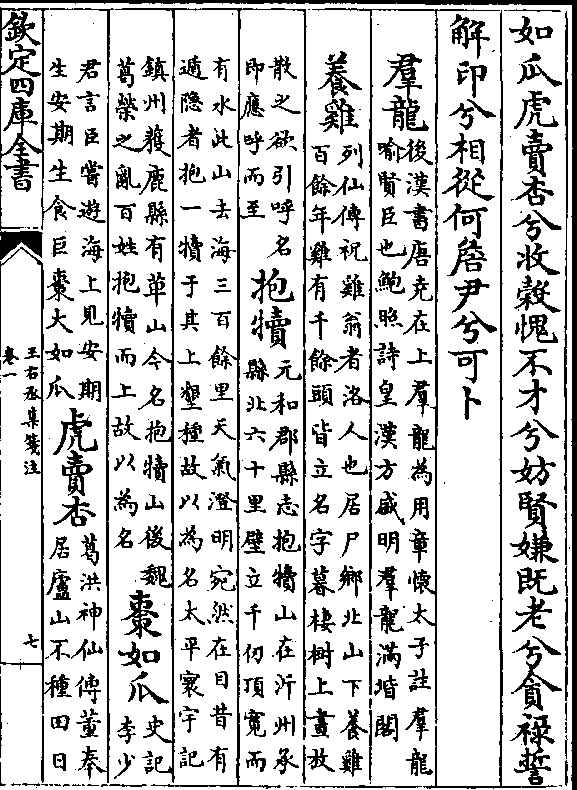 如瓜虎賣杏兮收穀愧不才兮妨賢嫌既老兮貪祿誓
解印兮相從何詹尹兮可卜
羣龍後漢書唐堯在上羣龍為用章懷太子註羣龍
喻賢臣也鮑照詩皇漢方盛明羣龍滿堦閣
養雞列仙傳祝雞翁者洛人也居尸鄉北山下養雞
百餘年雞有千餘頭皆立名字暮棲樹上晝放
散之欲引呼名
即應呼而至
抱犢元和郡縣志抱犢山在沂州承
縣北六十里壁立千仞頂寛而
有水此山去海三百餘里天氣澄明宛然在目昔有
遁隐者抱一犢于其上墾種故以為名太平寰宇記
鎮州獲鹿縣有萆山今名抱犢山後魏
葛榮之亂百姓抱犢而上故以為名
棗如瓜史記
李少
君言臣嘗遊海上見安期
生安期生食臣棗大如瓜
虎賣杏葛洪神仙傳董奉
居廬山不種田日
欽定四庫全書
王右丞集箋注
卷一
七